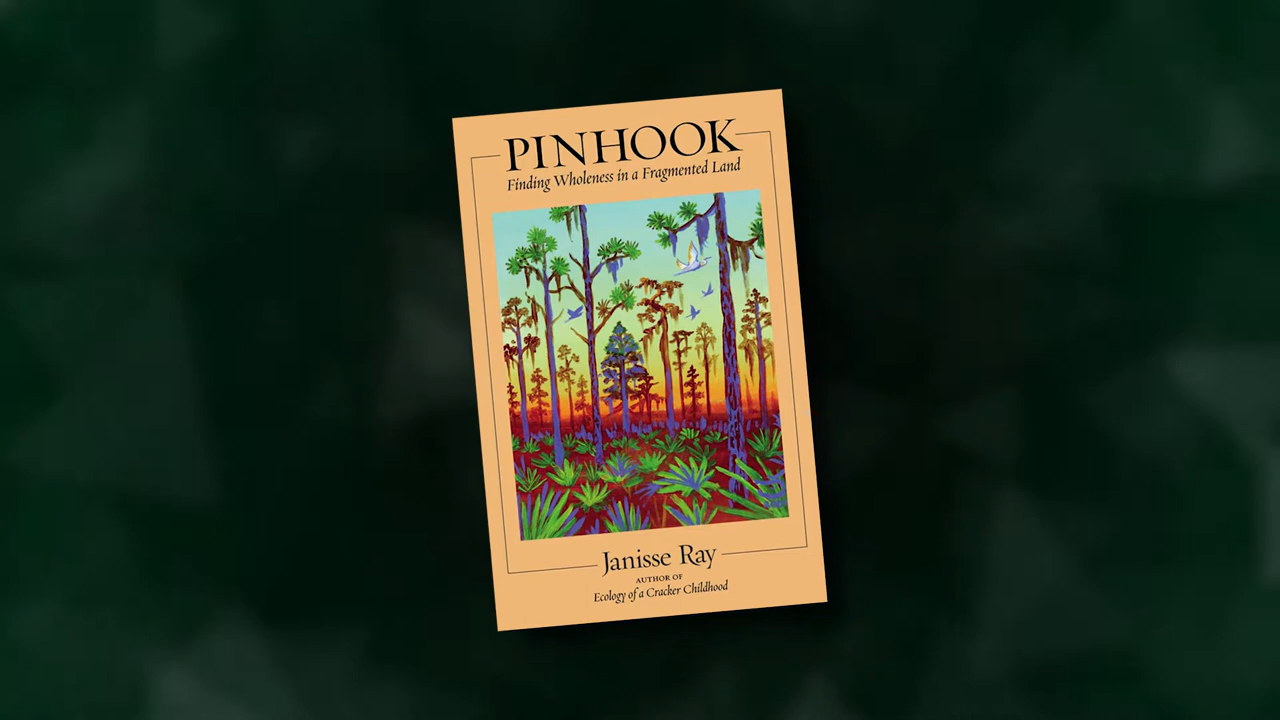 PINHOOK
Finding Wholeness in a Fragmented Land
Janisse Ray
AUTHOR OF
Ecology of a Cracker Childhood